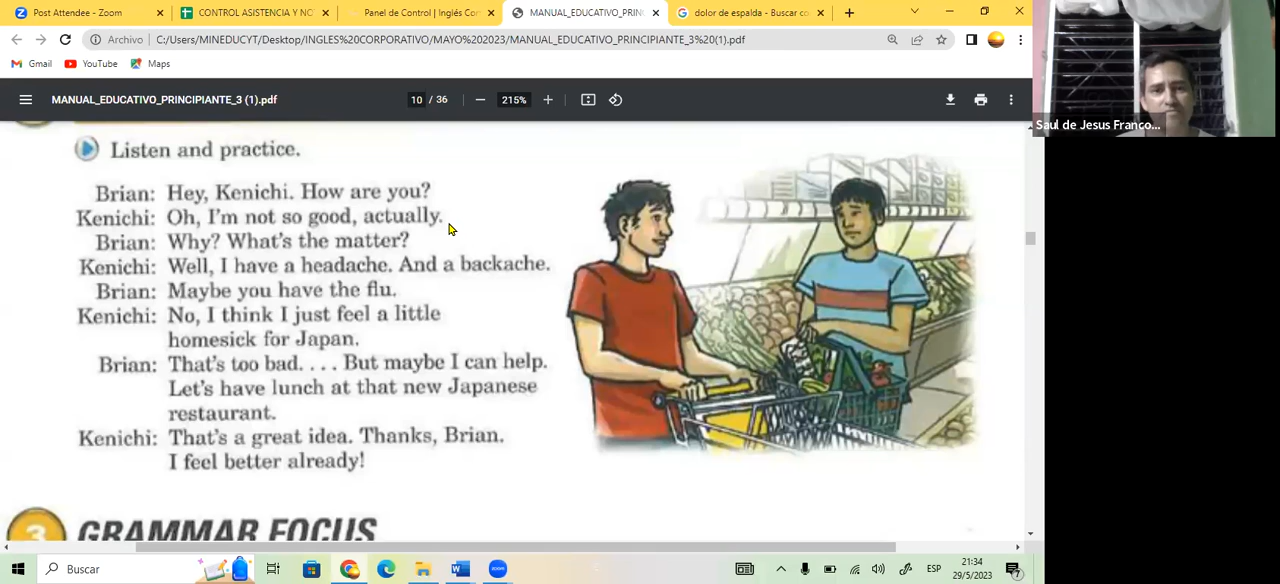 Post Attendee - Zoom
CONTROL ASISTENCIA Y NO
Panel de Control | Inglés Cor
MANUAL_EDUCATIVO_PRINC
dolor de espalda - Buscar co
Archivo | C:/Users/MINEDUCYT/Desktop/INGLES%20CORPORATIVO/MAYO%202023/MANUAL_EDUCATIVO_PRINCIPIANTE_3%20(1).pdf
Gmail YouTube Maps
MANUAL_EDUCATIVO_PRINCIPIANTE_3 (1).pdf 10 / 36 215%
Saul de Jesus Franco...
Listen and practice.
Brian: Hey, Kenichi. How are you?
Kenichi: Oh, I'm not so good, actually.
Brian: Why? What's the matter?
Kenichi: Well, I have a headache. And a backache.
Brian: Maybe you have the flu.
Kenichi: No, I think I just feel a little
homesick for Japan.
Brian: That's too bad. . . . But maybe I can help.
Let's have lunch at that new Japanese
restaurant.
Kenichi: That's a great idea. Thanks, Brian.
I feel better already!
3 GRAMMAR FOCUS
Buscar
ESP
21:34
29/5/2023